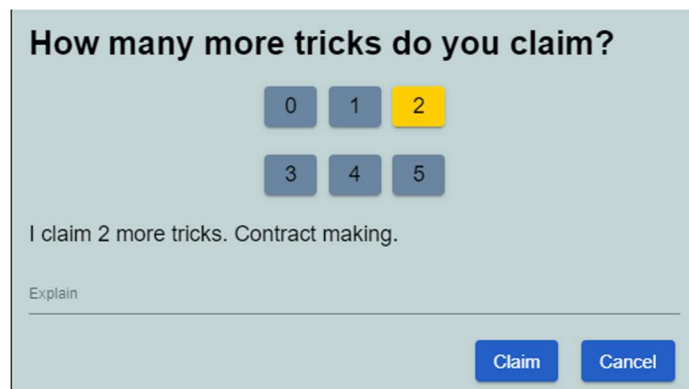 How many more tricks do you claim?
0 1 2
3 4 5
I claim 2 more tricks. Contract making.
Explain
Claim Cancel